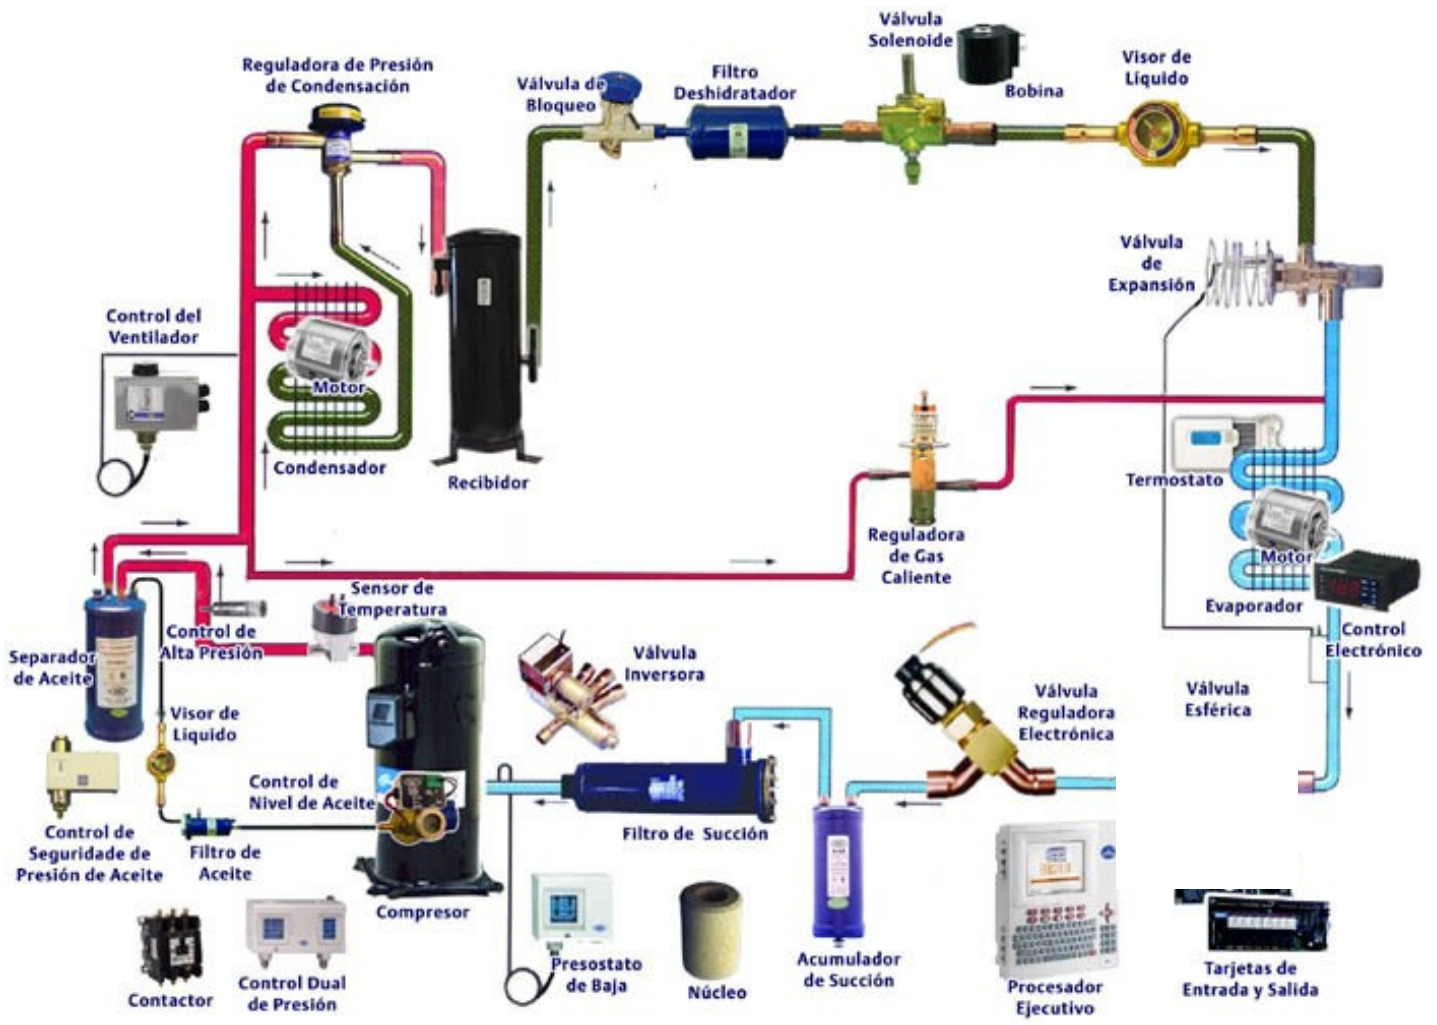 Válvula
Solenoide
Bobina
Visor de
Líquido
Filtro
Deshidratador
Válvula de
Bloqueo
Reguladora de Presión
de Condensación
Válvula
de
Expansión
Control del
Ventilador
Motor
Condensador
Recibidor
Termostato
Motor
Evaporador
Control
Electrónico
Reguladora
de Gas
Caliente
Sensor de
Temperatura
Control de
Alta Presión
Separador
de Aceite
Válvula
Inversora
Válvula
Reguladora
Electrónica
Válvula
Esférica
Visor de
Líquido
Control de
Nivel de Aceite
Filtro de Succión
Control de
Seguridade de
Presión de Aceite
Filtro de
Aceite
Compresor
Contactor
Control Dual
de Presión
Presostato
de Baja
Núcleo
Acumulador
de Succión
Procesador
Ejecutivo
Tarjetas de
Entrada y Salida